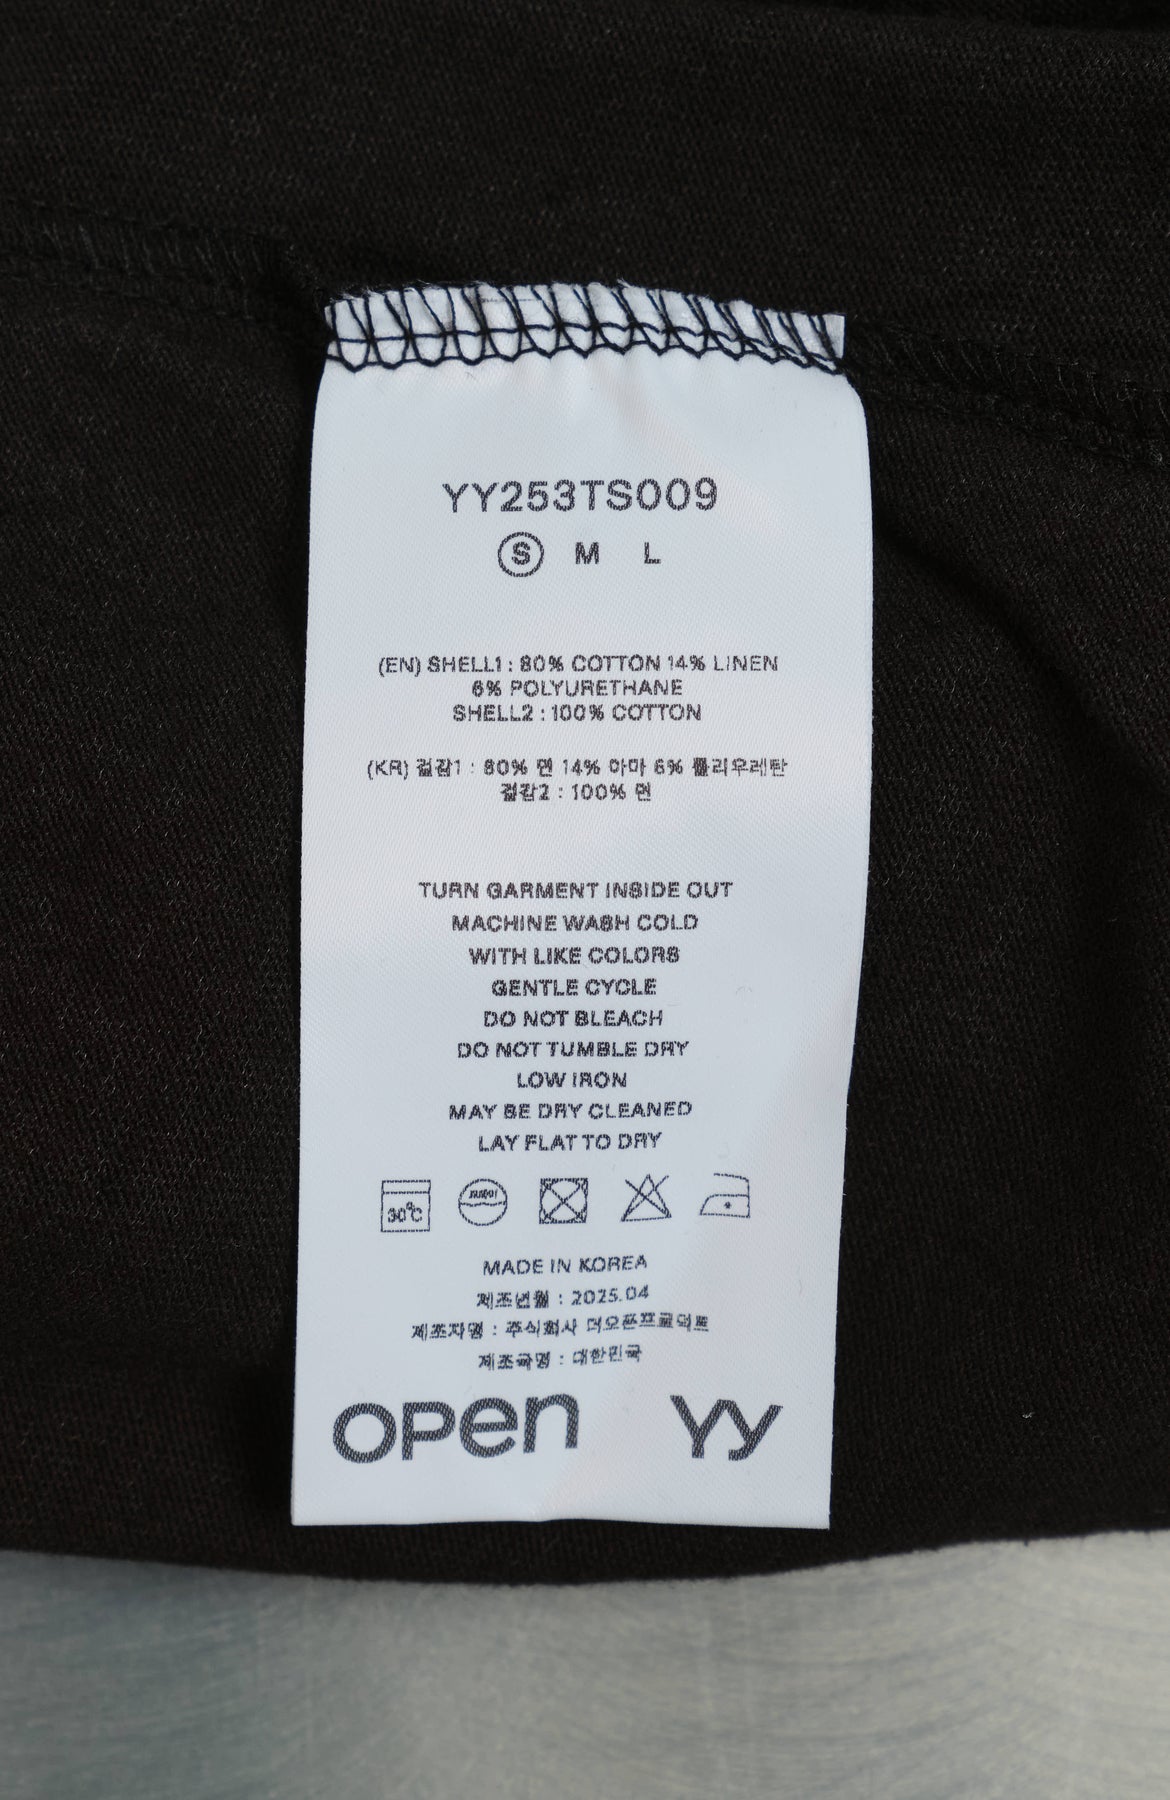 YY253TS009
S M L
(EN) SHELL1 : 80% COTTON 14% LINEN
6% POLYURETHANE
SHELL2 : 100% COTTON
(KR) 겉감1 : 80% 면 14% 아마 6% 폴리우레탄
겉감2 : 100% 면
TURN GARMENT INSIDE OUT
MACHINE WASH COLD
WITH LIKE COLORS
GENTLE CYCLE
DO NOT BLEACH
DO NOT TUMBLE DRY
LOW IRON
MAY BE DRY CLEANED
LAY FLAT TO DRY
30℃
MADE IN KOREA
제조년월 : 2025.04
제조자명 : 주식회사 더오픈프로덕트
제조국명 : 대한민국
open YY